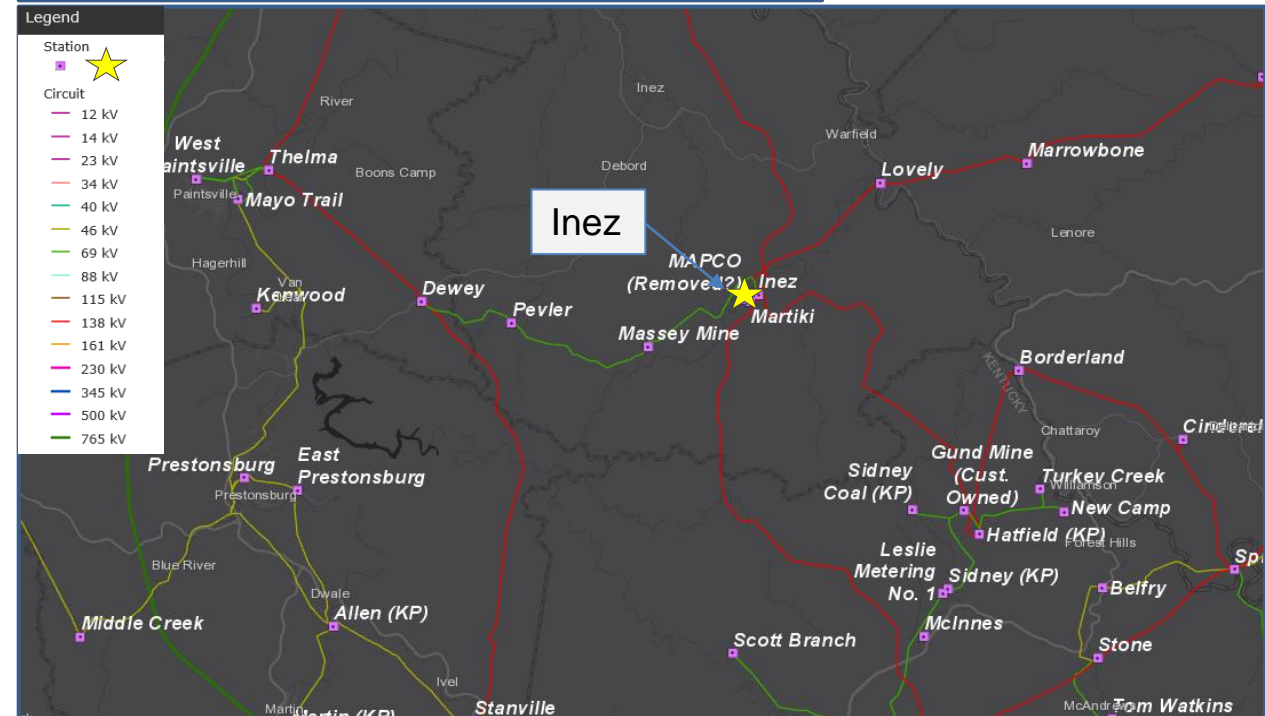 Legend
Station
Circuit
12 kV
14 kV
23 kV
34 kV
40 kV
46 kV
69 kV
88 kV
115 kV
138 kV
161 kV
230 kV
345 kV
500 kV
765 kV
River
Inez
Warfield
West
aintsville
Thelma
Boons Camp
Debord
Lovely
Marrowbone
Paintsville
Mayo Trail
Inez
Lenore
Hagerhill
MAPCO
(Removed?)
Inez
Van
Kenwood
Dewey
Pevler
Martiki
Massey Mine
Borderland
KENTUCKY
Chattaroy
Prestonsburg
East
Prestonsburg
Prestonsburg
Sidney
Coal (KP)
Gund Mine
(Cust.
Owned)
Turkey Creek
Williamson
New Camp
Hatfield (KP)
Forest Hills
Blue River
Leslie
Metering
No. 1
Sidney (KP)
Belfry
Dwale
Allen (KP)
Middle Creek
McInnes
Scott Branch
Stone
Ivel
Stanville
Martin
Martin (KP)
McAndrews
Tom Watkins